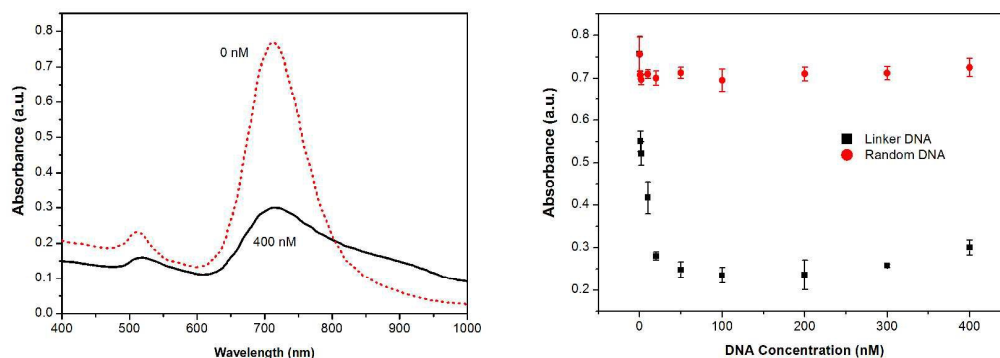 Absorbance (a.u.)
0.8
0.7
0.6
0.5
0.4
0.3
0.2
0.1
0.0
0 nM
400 nM
400 500 600 700 800 900 1000
Wavelength (nm)
Absorbance (a.u.)
0.8
0.7
0.6
0.5
0.4
0.3
0.2
Linker DNA
Random DNA
0 100 200 300 400
DNA Concentration (nM)